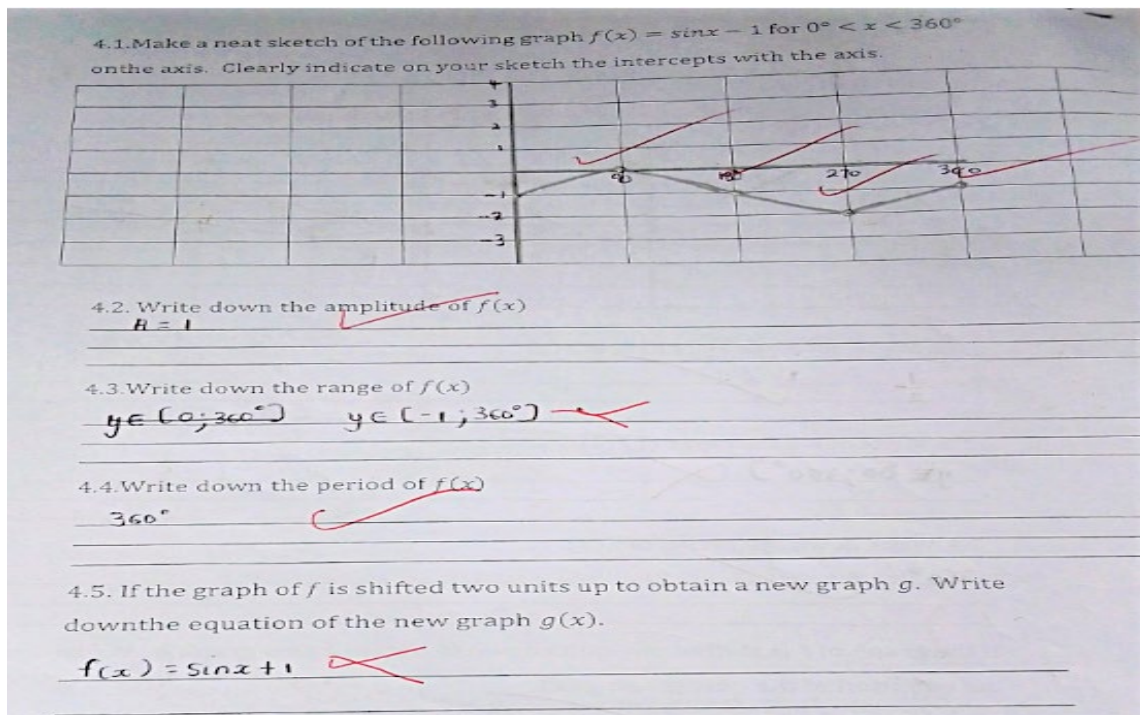 4.1.Make a neat sketch of the following graph f(x) = sinx − 1 for 0° < x < 360°
onthe axis. Clearly indicate on your sketch the intercepts with the axis.
4
3
2
1
90 180 270 360
-1
-2
-3
4.2. Write down the amplitude of f(x)
A = 1
4.3.Write down the range of f(x)
y∈ [0;360°] y∈ [-1; 360°]
4.4.Write down the period of f(x)
360°
4.5. If the graph of f is shifted two units up to obtain a new graph g. Write
downthe equation of the new graph g(x).
f(x) = sinx + 1